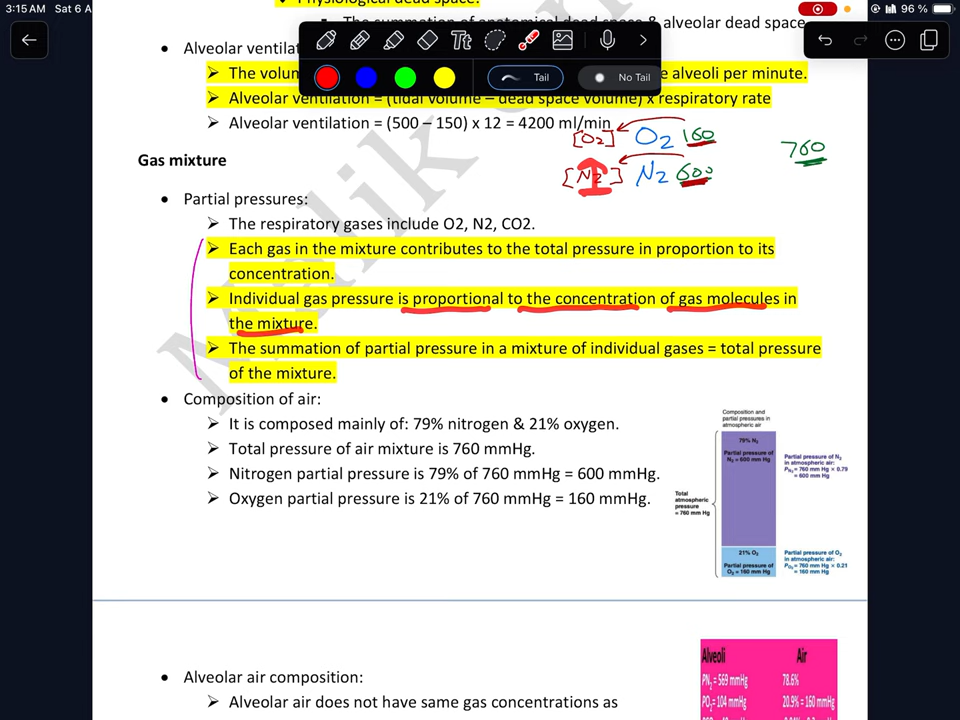 3:15 AM Sat 6 A
96 %
Physiological dead space:
The summation of anatomical dead space & alveolar dead space
Tt
Alveolar ventilat
Tail
No Tail
The volum
e alveoli per minute.
Alveolar ventilation = (tidal volume – dead space volume) x respiratory rate
Alveolar ventilation = (500 – 150) x 12 = 4200 ml/min
[O2] O2 160
760
[N2] N2 600
Gas mixture
Partial pressures:
The respiratory gases include O2, N2, CO2.
Each gas in the mixture contributes to the total pressure in proportion to its
concentration.
Individual gas pressure is proportional to the concentration of gas molecules in
the mixture.
The summation of partial pressure in a mixture of individual gases = total pressure
of the mixture.
Composition of air:
It is composed mainly of: 79% nitrogen & 21% oxygen.
Total pressure of air mixture is 760 mmHg.
Nitrogen partial pressure is 79% of 760 mmHg = 600 mmHg.
Oxygen partial pressure is 21% of 760 mmHg = 160 mmHg.
Composition and
partial pressures in
atmospheric air
79% N2
Partial pressure of
N2 = 600 mm Hg
Partial pressure of N2
in atmospheric air:
PN2 = 760 mm Hg x 0.79
= 600 mm Hg
Total
atmospheric
pressure
= 760 mm Hg
21% O2
Partial pressure of
O2 = 160 mm Hg
Partial pressure of O2
in atmospheric air:
PO2 = 760 mm Hg x 0.21
= 160 mm Hg
Alveolar air composition:
Alveolar air does not have same gas concentrations as
Alveoli Air
PN2 = 569 mmHg 78.6%
PO2 = 104 mmHg 20.9% = 160 mmHg
Malik